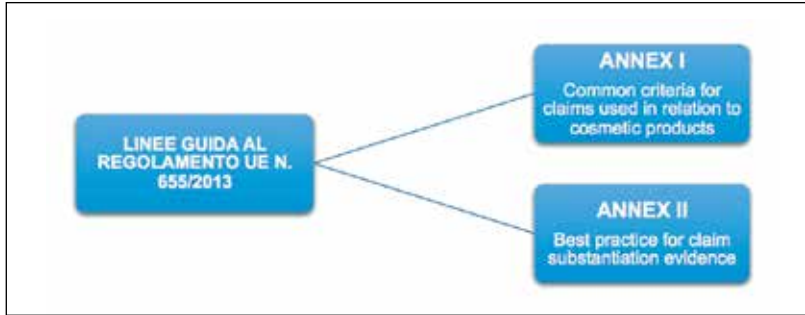 LINEE GUIDA AL
REGOLAMENTO UE N.
655/2013
ANNEX I
Common criteria for
claims used in relation to
cosmetic products
ANNEX II
Best practice for claim
substantiation evidence